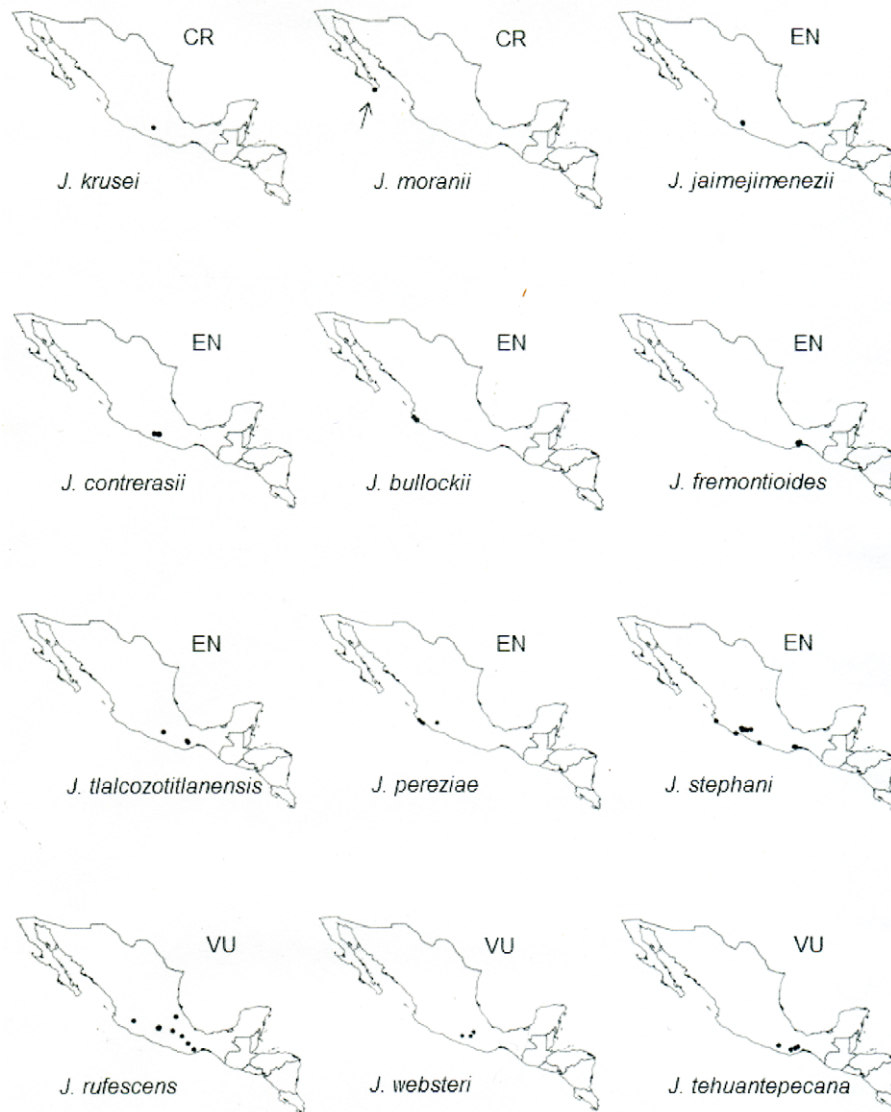 CR CR EN
J. krusei J. moranii J. jaimejimenezii
EN EN EN
J. contrerasii J. bullockii J. fremontioides
EN EN EN
J. tlalcozotitlanensis J. pereziae J. stephani
VU VU VU
J. rufescens J. websteri J. tehuantepecana